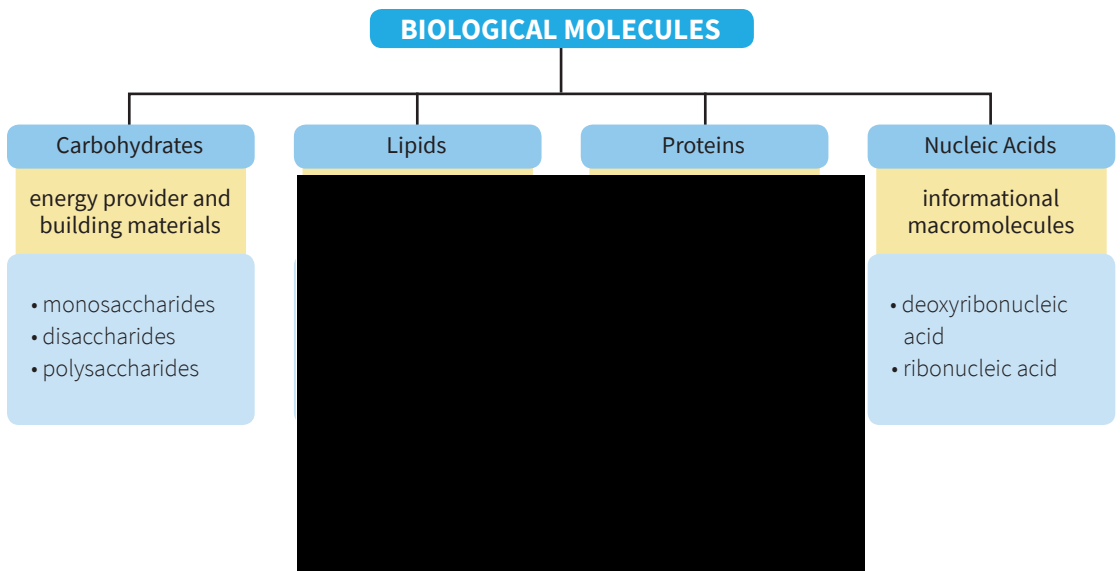 BIOLOGICAL MOLECULES
Carbohydrates
energy provider and
building materials
• monosaccharides
• disaccharides
• polysaccharides
Lipids
Proteins
Nucleic Acids
informational
macromolecules
• deoxyribonucleic
acid
• ribonucleic acid